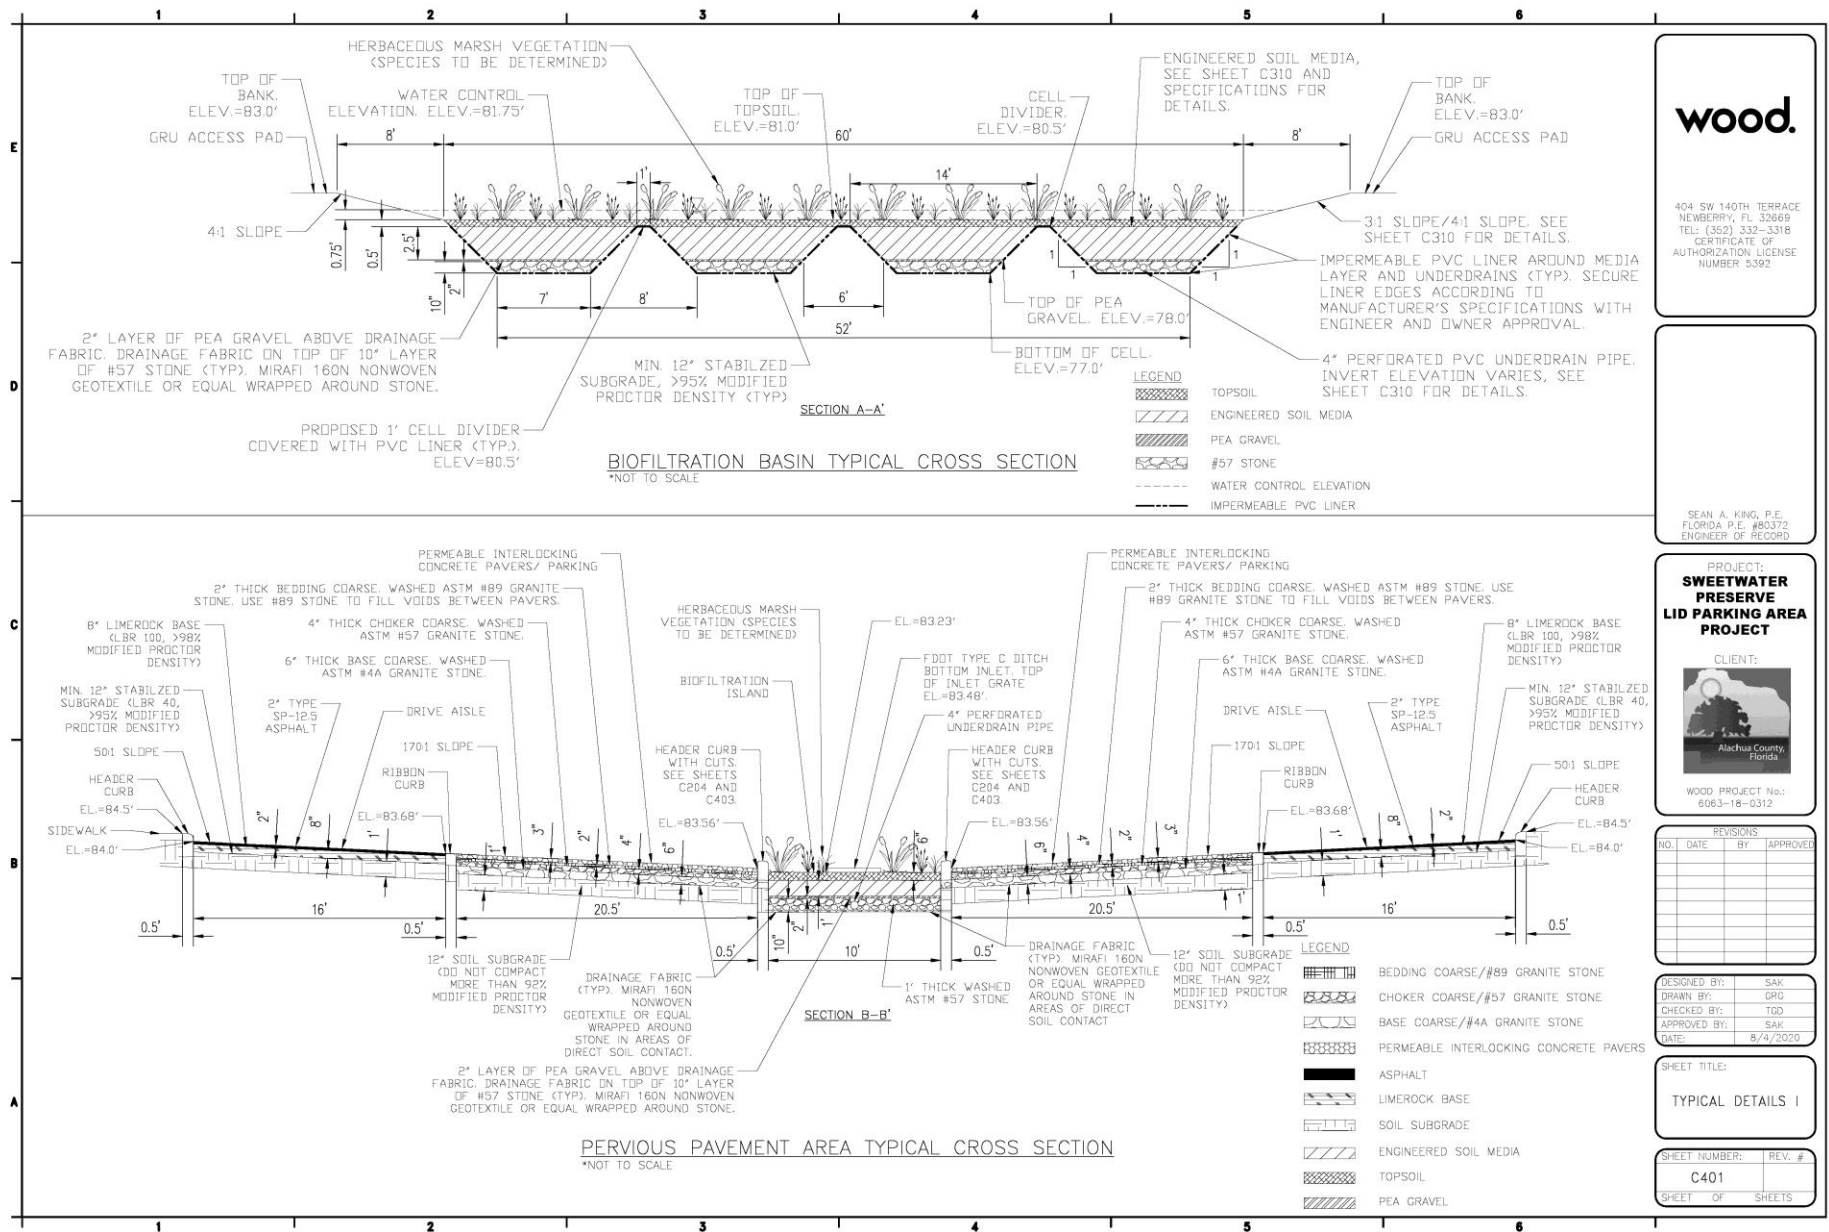 1 2 3 4 5 6
E
D
C
B
A
HERBACEOUS MARSH VEGETATION
(SPECIES TO BE DETERMINED)
TOP OF
BANK.
ELEV.=83.0'
GRU ACCESS PAD
WATER CONTROL
ELEVATION. ELEV.=81.75'
TOP OF
TOPSOIL.
ELEV.=81.0'
CELL
DIVIDER.
ELEV.=80.5'
ENGINEERED SOIL MEDIA,
SEE SHEET C310 AND
SPECIFICATIONS FOR
DETAILS.
TOP OF
BANK.
ELEV.=83.0'
GRU ACCESS PAD
8'
60'
8'
1'
14'
4:1 SLOPE
0.75'
0.5'
2.5'
10"
2"
1
1
1
1
7'
8'
6'
52'
3:1 SLOPE/4:1 SLOPE. SEE
SHEET C310 FOR DETAILS.
IMPERMEABLE PVC LINER AROUND MEDIA
LAYER AND UNDERDRAINS (TYP). SECURE
LINER EDGES ACCORDING TO
MANUFACTURER'S SPECIFICATIONS WITH
ENGINEER AND OWNER APPROVAL.
TOP OF PEA
GRAVEL. ELEV.=78.0'
BOTTOM OF CELL.
ELEV.=77.0'
4" PERFORATED PVC UNDERDRAIN PIPE.
INVERT ELEVATION VARIES, SEE
SHEET C310 FOR DETAILS.
2" LAYER OF PEA GRAVEL ABOVE DRAINAGE
FABRIC. DRAINAGE FABRIC ON TOP OF 10" LAYER
OF #57 STONE (TYP). MIRAFI 160N NONWOVEN
GEOTEXTILE OR EQUAL WRAPPED AROUND STONE.
MIN. 12" STABILZED
SUBGRADE, >95% MODIFIED
PROCTOR DENSITY (TYP)
PROPOSED 1' CELL DIVIDER
COVERED WITH PVC LINER (TYP.).
ELEV=80.5'
SECTION A-A'
BIOFILTRATION BASIN TYPICAL CROSS SECTION
*NOT TO SCALE
LEGEND
TOPSOIL
ENGINEERED SOIL MEDIA
PEA GRAVEL
#57 STONE
WATER CONTROL ELEVATION
IMPERMEABLE PVC LINER
PERMEABLE INTERLOCKING
CONCRETE PAVERS/ PARKING
2" THICK BEDDING COARSE. WASHED ASTM #89 GRANITE
STONE. USE #89 STONE TO FILL VOIDS BETWEEN PAVERS.
8" LIMEROCK BASE
(LBR 100, >98%
MODIFIED PROCTOR
DENSITY)
4" THICK CHOKER COARSE. WASHED
ASTM #57 GRANITE STONE.
6" THICK BASE COARSE. WASHED
ASTM #4A GRANITE STONE.
MIN. 12" STABILZED
SUBGRADE (LBR 40,
>95% MODIFIED
PROCTOR DENSITY)
2" TYPE
SP-12.5
ASPHALT
DRIVE AISLE
50:1 SLOPE
170:1 SLOPE
HEADER
CURB
RIBBON
CURB
EL.=84.5'
SIDEWALK
EL.=84.0'
EL.=83.68'
HERBACEOUS MARSH
VEGETATION (SPECIES
TO BE DETERMINED)
BIOFILTRATION
ISLAND
HEADER CURB
WITH CUTS.
SEE SHEETS
C204 AND
C403.
EL.=83.56'
EL.=83.23'
FDOT TYPE C DITCH
BOTTOM INLET. TOP
OF INLET GRATE
EL.=83.48'.
4" PERFORATED
UNDERDRAIN PIPE
HEADER CURB
WITH CUTS.
SEE SHEETS
C204 AND
C403.
EL.=83.56'
PERMEABLE INTERLOCKING
CONCRETE PAVERS/ PARKING
2" THICK BEDDING COARSE. WASHED ASTM #89 STONE. USE
#89 GRANITE STONE TO FILL VOIDS BETWEEN PAVERS.
4" THICK CHOKER COARSE. WASHED
ASTM #57 GRANITE STONE.
6" THICK BASE COARSE. WASHED
ASTM #4A GRANITE STONE.
8" LIMEROCK BASE
(LBR 100, >98%
MODIFIED PROCTOR
DENSITY)
MIN. 12" STABILZED
SUBGRADE (LBR 40,
>95% MODIFIED
PROCTOR DENSITY)
DRIVE AISLE
2" TYPE
SP-12.5
ASPHALT
170:1 SLOPE
50:1 SLOPE
RIBBON
CURB
HEADER
CURB
EL.=83.68'
EL.=84.5'
EL.=84.0'
2"
8"
1'
3"
2"
4"
6"
1'
6"
6"
4"
2"
3"
1'
1'
8"
2"
16'
20.5'
20.5'
16'
0.5'
0.5'
0.5'
10"
2"
1'
10'
0.5'
0.5'
0.5'
12" SOIL SUBGRADE
(DO NOT COMPACT
MORE THAN 92%
MODIFIED PROCTOR
DENSITY)
DRAINAGE FABRIC
(TYP). MIRAFI 160N
NONWOVEN
GEOTEXTILE OR EQUAL
WRAPPED AROUND
STONE IN AREAS OF
DIRECT SOIL CONTACT.
1' THICK WASHED
ASTM #57 STONE
DRAINAGE FABRIC
(TYP). MIRAFI 160N
NONWOVEN GEOTEXTILE
OR EQUAL WRAPPED
AROUND STONE IN
AREAS OF DIRECT
SOIL CONTACT
12" SOIL SUBGRADE
(DO NOT COMPACT
MORE THAN 92%
MODIFIED PROCTOR
DENSITY)
SECTION B-B'
2" LAYER OF PEA GRAVEL ABOVE DRAINAGE
FABRIC. DRAINAGE FABRIC ON TOP OF 10" LAYER
OF #57 STONE (TYP). MIRAFI 160N NONWOVEN
GEOTEXTILE OR EQUAL WRAPPED AROUND STONE.
PERVIOUS PAVEMENT AREA TYPICAL CROSS SECTION
*NOT TO SCALE
LEGEND
BEDDING COARSE/#89 GRANITE STONE
CHOKER COARSE/#57 GRANITE STONE
BASE COARSE/#4A GRANITE STONE
PERMEABLE INTERLOCKING CONCRETE PAVERS
ASPHALT
LIMEROCK BASE
SOIL SUBGRADE
ENGINEERED SOIL MEDIA
TOPSOIL
PEA GRAVEL
wood.
404 SW 140TH TERRACE
NEWBERRY, FL 32669
TEL: (352) 332-3318
CERTIFICATE OF
AUTHORIZATION LICENSE
NUMBER 5392
SEAN A. KING, P.E.
FLORIDA P.E. #80372
ENGINEER OF RECORD
PROJECT:
SWEETWATER
PRESERVE
LID PARKING AREA
PROJECT
CLIENT:
Alachua County,
Florida
WOOD PROJECT No.:
6063-18-0312
REVISIONS
NO. DATE BY APPROVED
DESIGNED BY: SAK
DRAWN BY: GRG
CHECKED BY: TGD
APPROVED BY: SAK
DATE: 8/4/2020
SHEET TITLE:
TYPICAL DETAILS I
SHEET NUMBER: REV. #
C401
SHEET OF SHEETS
1 2 3 4 5 6